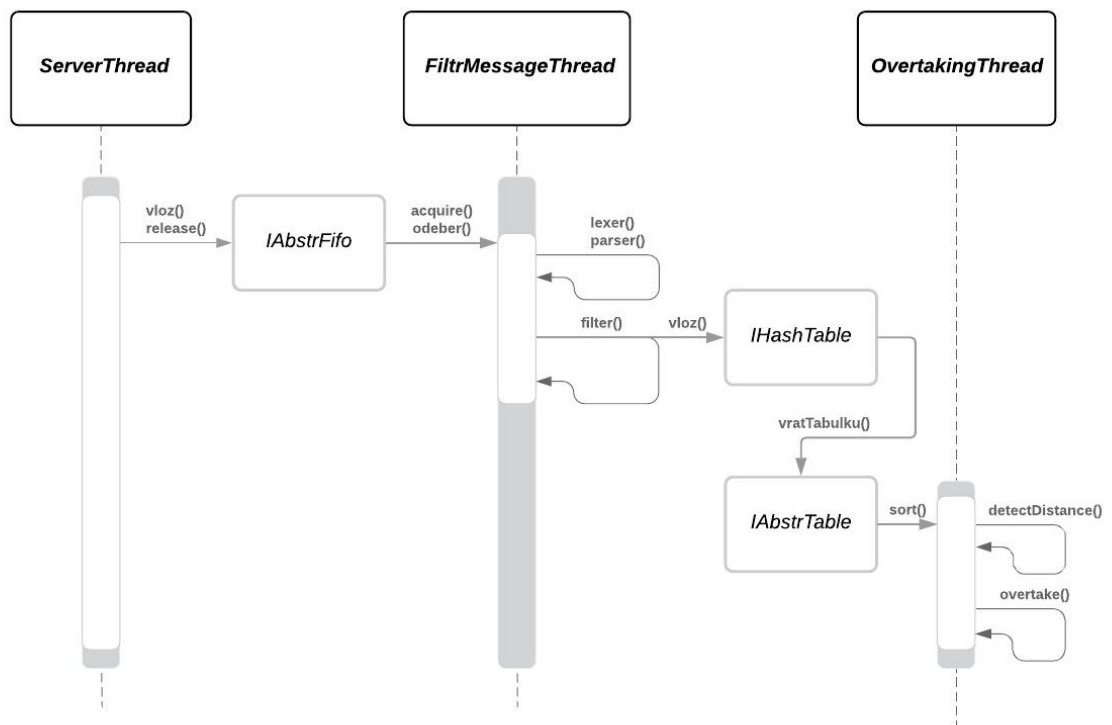 ServerThread
FiltrMessageThread
OvertakingThread
vloz()
release()
IAbstrFifo
acquire()
odeber()
lexer()
parser()
filter()
vloz()
IHashTable
vratTabulku()
IAbstrTable
sort()
detectDistance()
overtake()